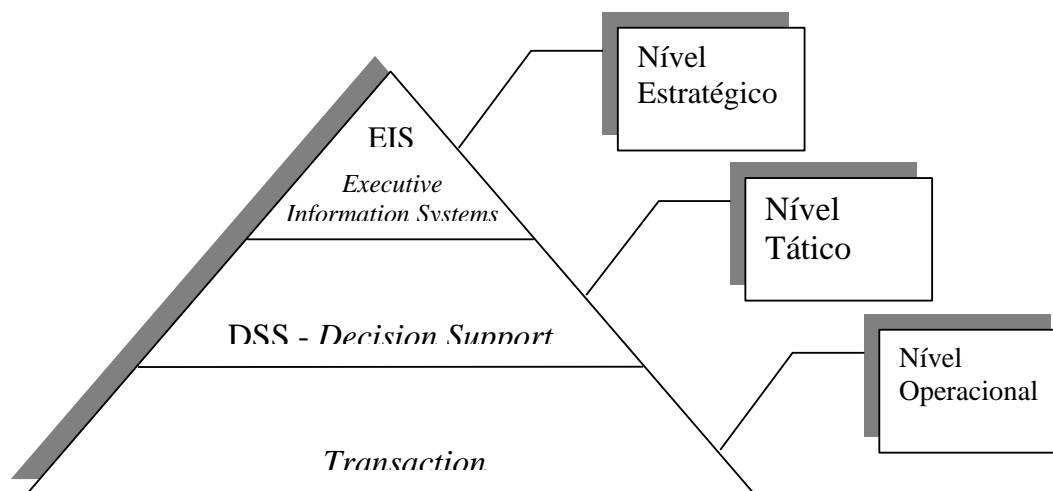 Nível
Estratégico
EIS
Executive
Information Systems
Nível
Tático
DSS - Decision Support
Nível
Operacional
Transaction